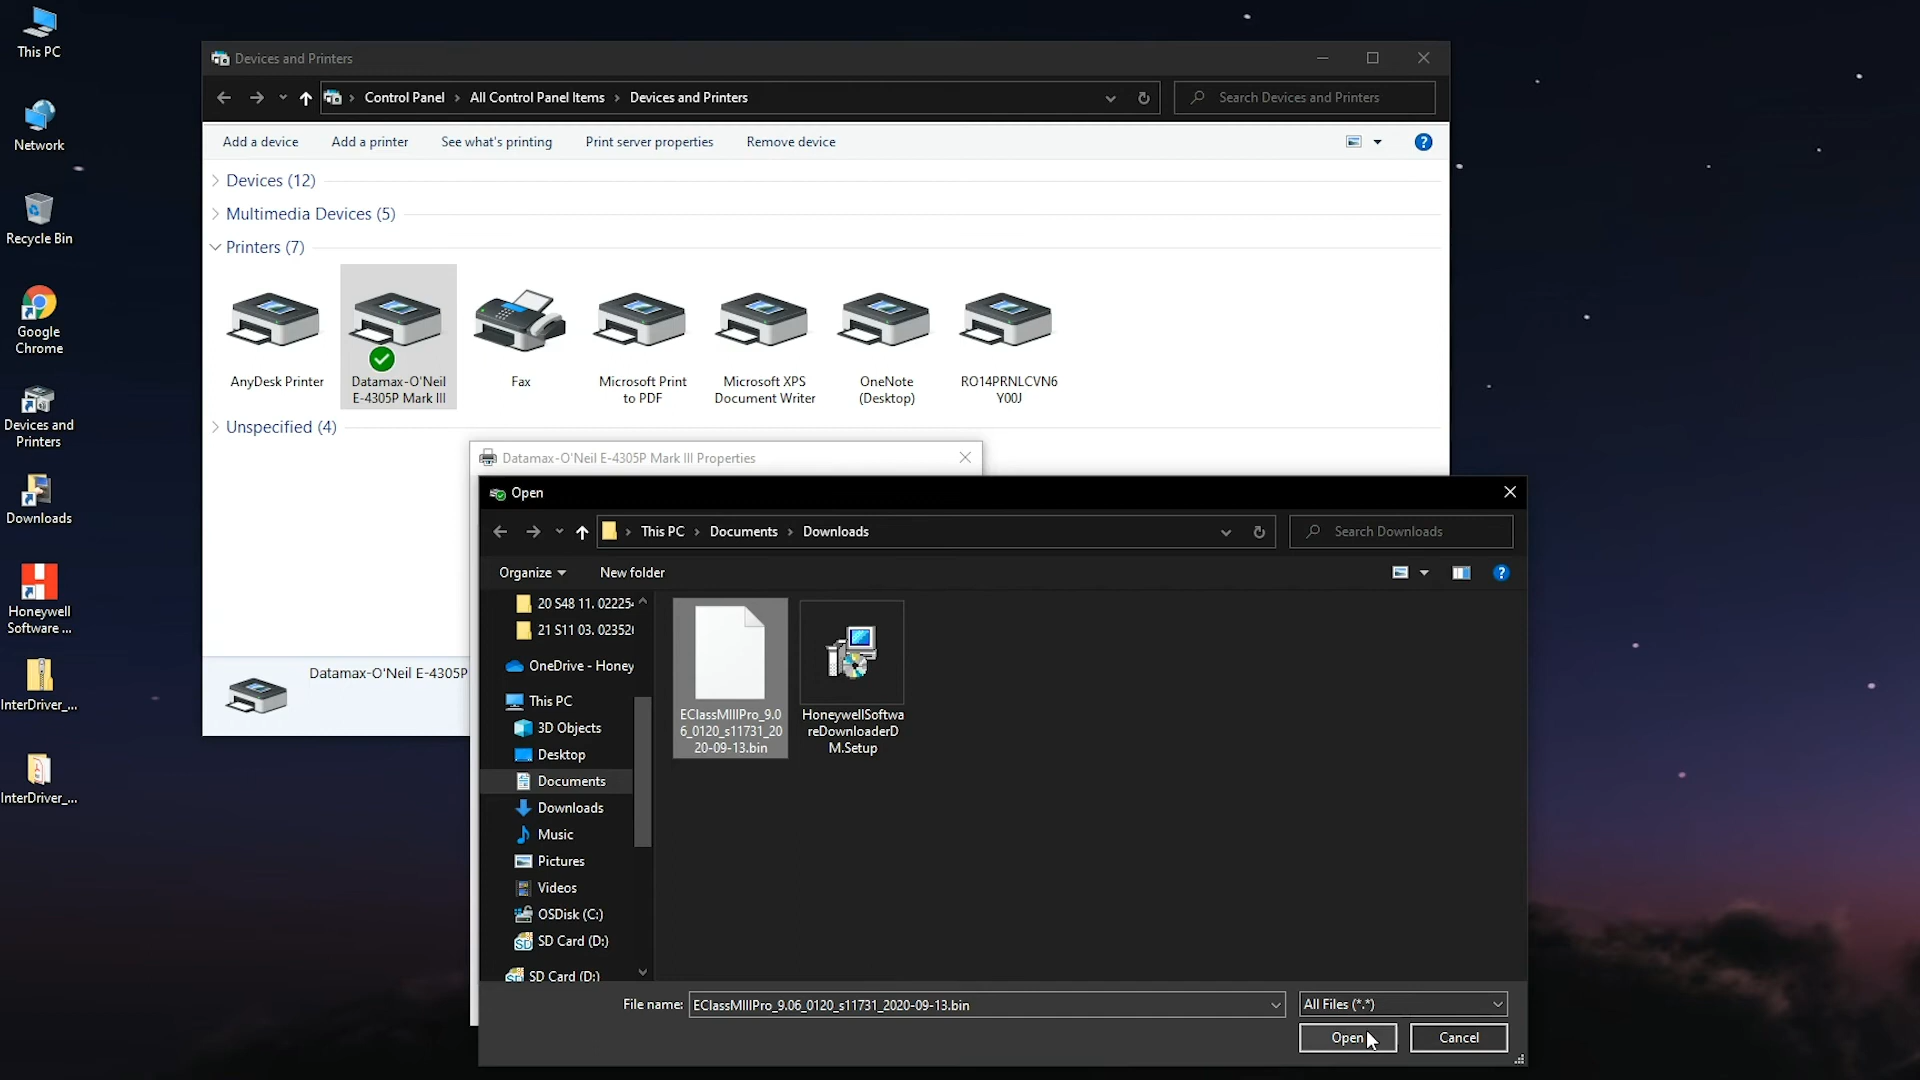 This PC
Network
Recycle Bin
Google
Chrome
Devices and
Printers
Downloads
Honeywell
Software ...
InterDriver_...
InterDriver_...
Devices and Printers
Control Panel
All Control Panel Items
Devices and Printers
Search Devices and Printers
Add a device
Add a printer
See what's printing
Print server properties
Remove device
Devices (12)
Multimedia Devices (5)
Printers (7)
AnyDesk Printer
Datamax-O'Neil
E-4305P Mark III
Fax
Microsoft Print
to PDF
Microsoft XPS
Document Writer
OneNote
(Desktop)
RO14PRNLCVN6
Y00J
Unspecified (4)
Datamax-O'Neil E-4305P
Datamax-O'Neil E-4305P Mark III Properties
Open
This PC
Documents
Downloads
Search Downloads
Organize
New folder
20 S48 11. 02225
21 S11 03. 02352
OneDrive - Honey
This PC
3D Objects
Desktop
Documents
Downloads
Music
Pictures
Videos
OSDisk (C:)
SD Card (D:)
SD Card (D:)
EClassMIIIPro_9.0
6_0120_s11731_20
20-09-13.bin
HoneywellSoftwa
reDownloaderD
M.Setup
File name:
EClassMIIIPro_9.06_0120_s11731_2020-09-13.bin
All Files (*.*)
Open
Cancel